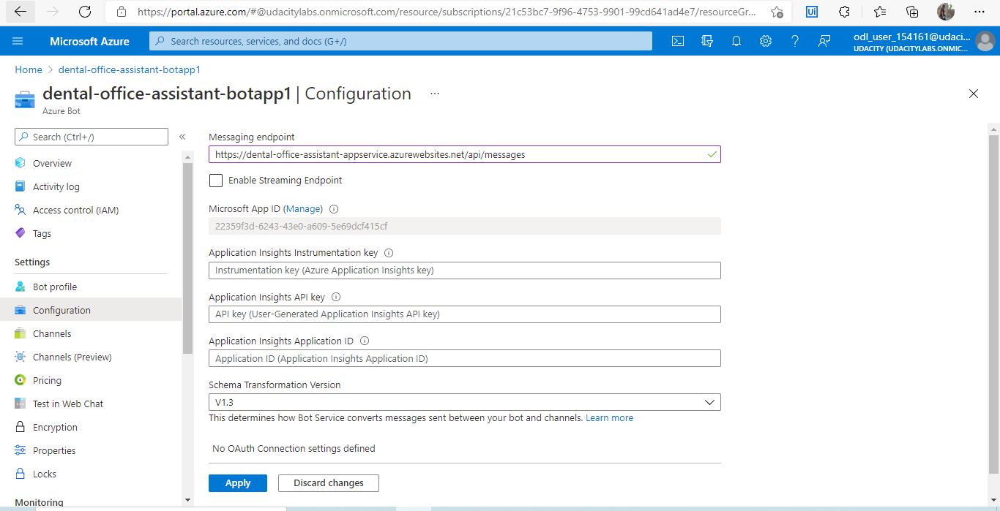 https://portal.azure.com/#@udacitylabs.onmicrosoft.com/resource/subscriptions/21c53bc7-9f96-4753-9901-99cd641ad4e7/resourceGr...
Ui
Microsoft Azure
Search resources, services, and docs (G+/)
odl_user_154161@udaci...
UDACITY (UDACITYLABS.ONMIC...
Home > dental-office-assistant-botapp1
dental-office-assistant-botapp1 | Configuration ...
Azure Bot
Search (Ctrl+/)
«
Overview
Activity log
Access control (IAM)
Tags
Settings
Bot profile
Configuration
Channels
Channels (Preview)
Pricing
Test in Web Chat
Encryption
Properties
Locks
Monitoring
Messaging endpoint
https://dental-office-assistant-appservice.azurewebsites.net/api/messages
Enable Streaming Endpoint
Microsoft App ID (Manage)
22359f3d-6243-43e0-a609-5e69dcf415cf
Application Insights Instrumentation key
Instrumentation key (Azure Application Insights key)
Application Insights API key
API key (User-Generated Application Insights API key)
Application Insights Application ID
Application ID (Application Insights Application ID)
Schema Transformation Version
V1.3
This determines how Bot Service converts messages sent between your bot and channels. Learn more
No OAuth Connection settings defined
Apply
Discard changes